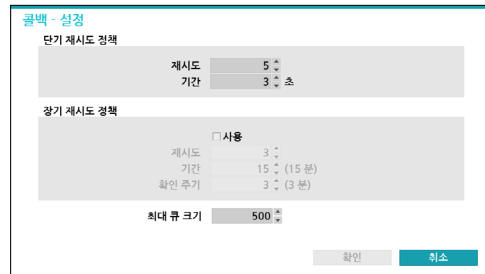 콜백 - 설정
단기 재시도 정책
재시도 5
기간 3 초
장기 재시도 정책
사용
재시도 3
기간 15 (15 분)
확인 주기 3 (3 분)
최대 큐 크기 500
확인 취소